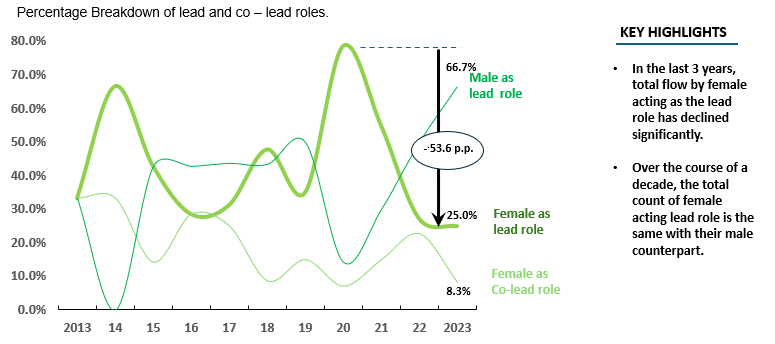 Percentage Breakdown of lead and co – lead roles.
80.0%
70.0%
60.0%
50.0%
40.0%
30.0%
20.0%
10.0%
0.0%
2013
14
15
16
17
18
19
20
21
22
2023
66.7%
Male as
lead role
-53.6 p.p.
25.0%
Female as
lead role
Female as
Co-lead role
8.3%
KEY HIGHLIGHTS
• In the last 3 years,
total flow by female
acting as the lead
role has declined
significantly.
• Over the course of a
decade, the total
count of female
acting lead role is the
same with their male
counterpart.